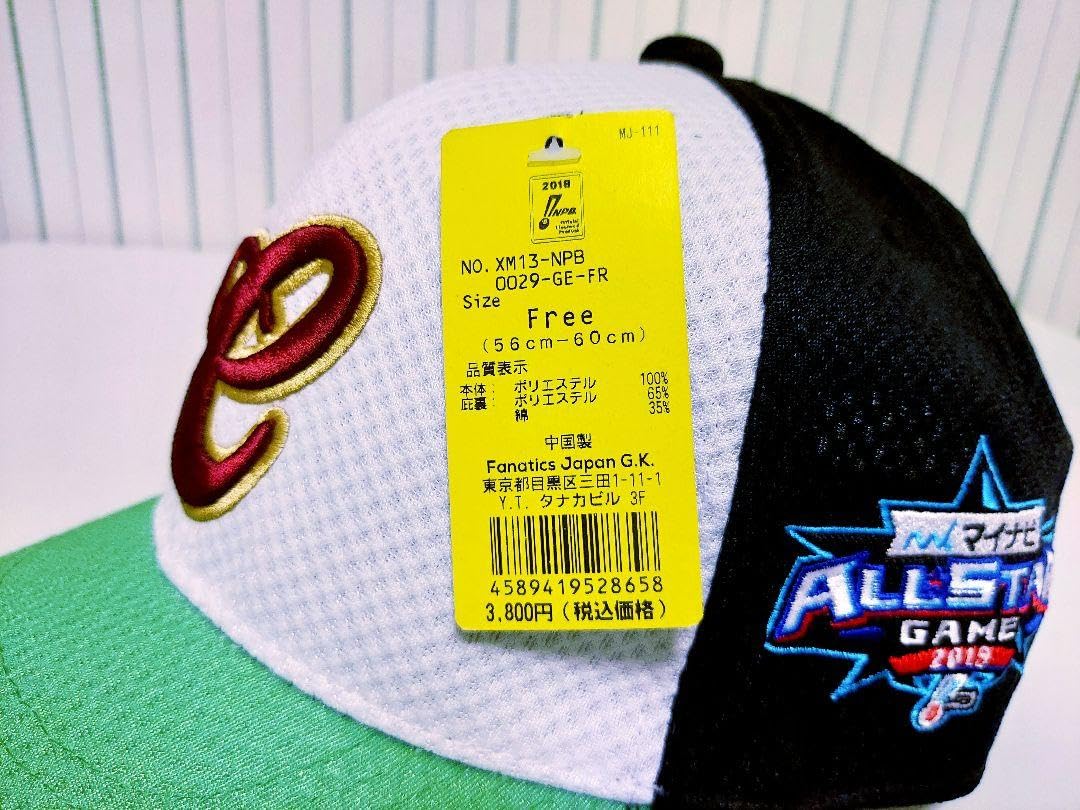 MJ-111
2019
NPB
Official
Licensed
Product
NO. XM13-NPB
0029-GE-FR
Size
Free
(56cm-60cm)
品質表示
本体: ポリエステル 100%
庇裏: ポリエステル 65%
綿 35%
中国製
Fanatics Japan G.K.
東京都目黒区三田1-11-1
Y.T. タナカビル 3F
4589419528658
3,800円(税込価格)
マイナビ
ALLSTA
GAME
2019